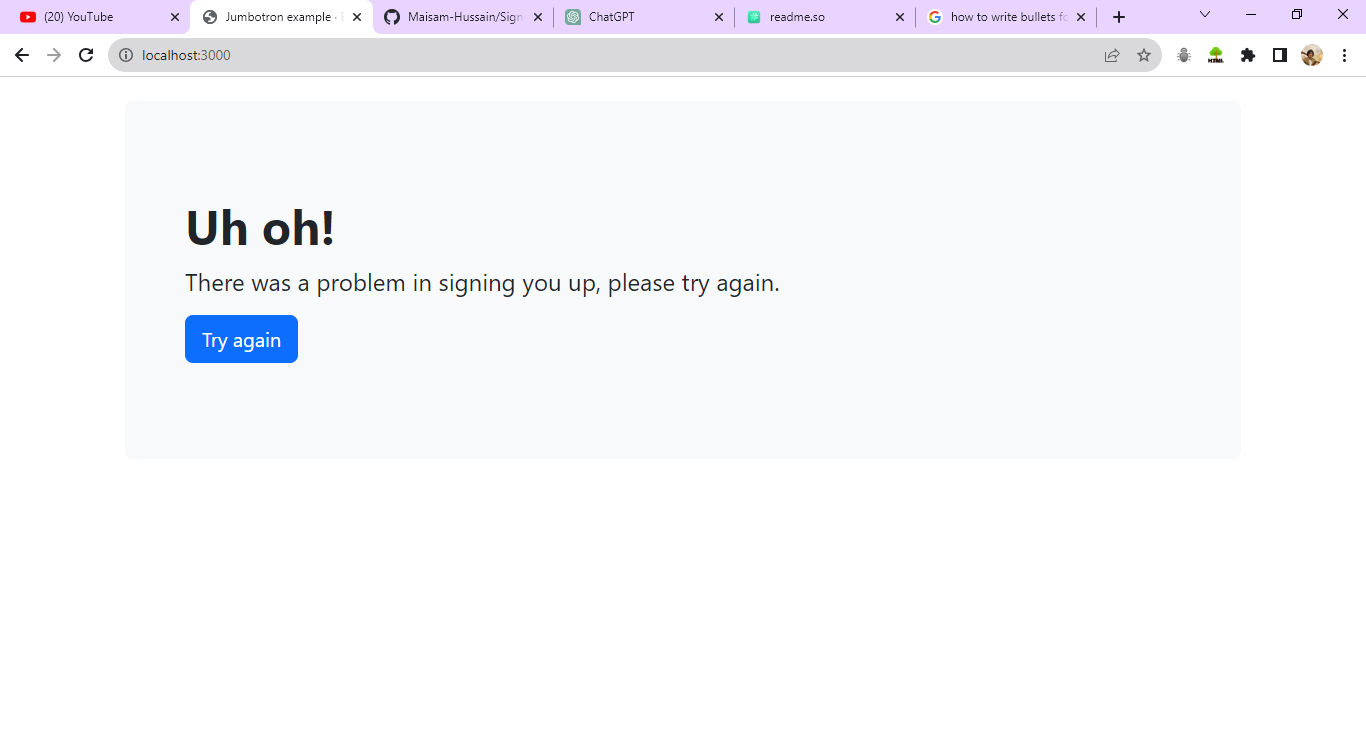 (20) YouTube
Jumbotron example ·
Maisam-Hussain/Sign
ChatGPT
readme.so
how to write bullets fo
localhost:3000
HTML
Uh oh!
There was a problem in signing you up, please try again.
Try again